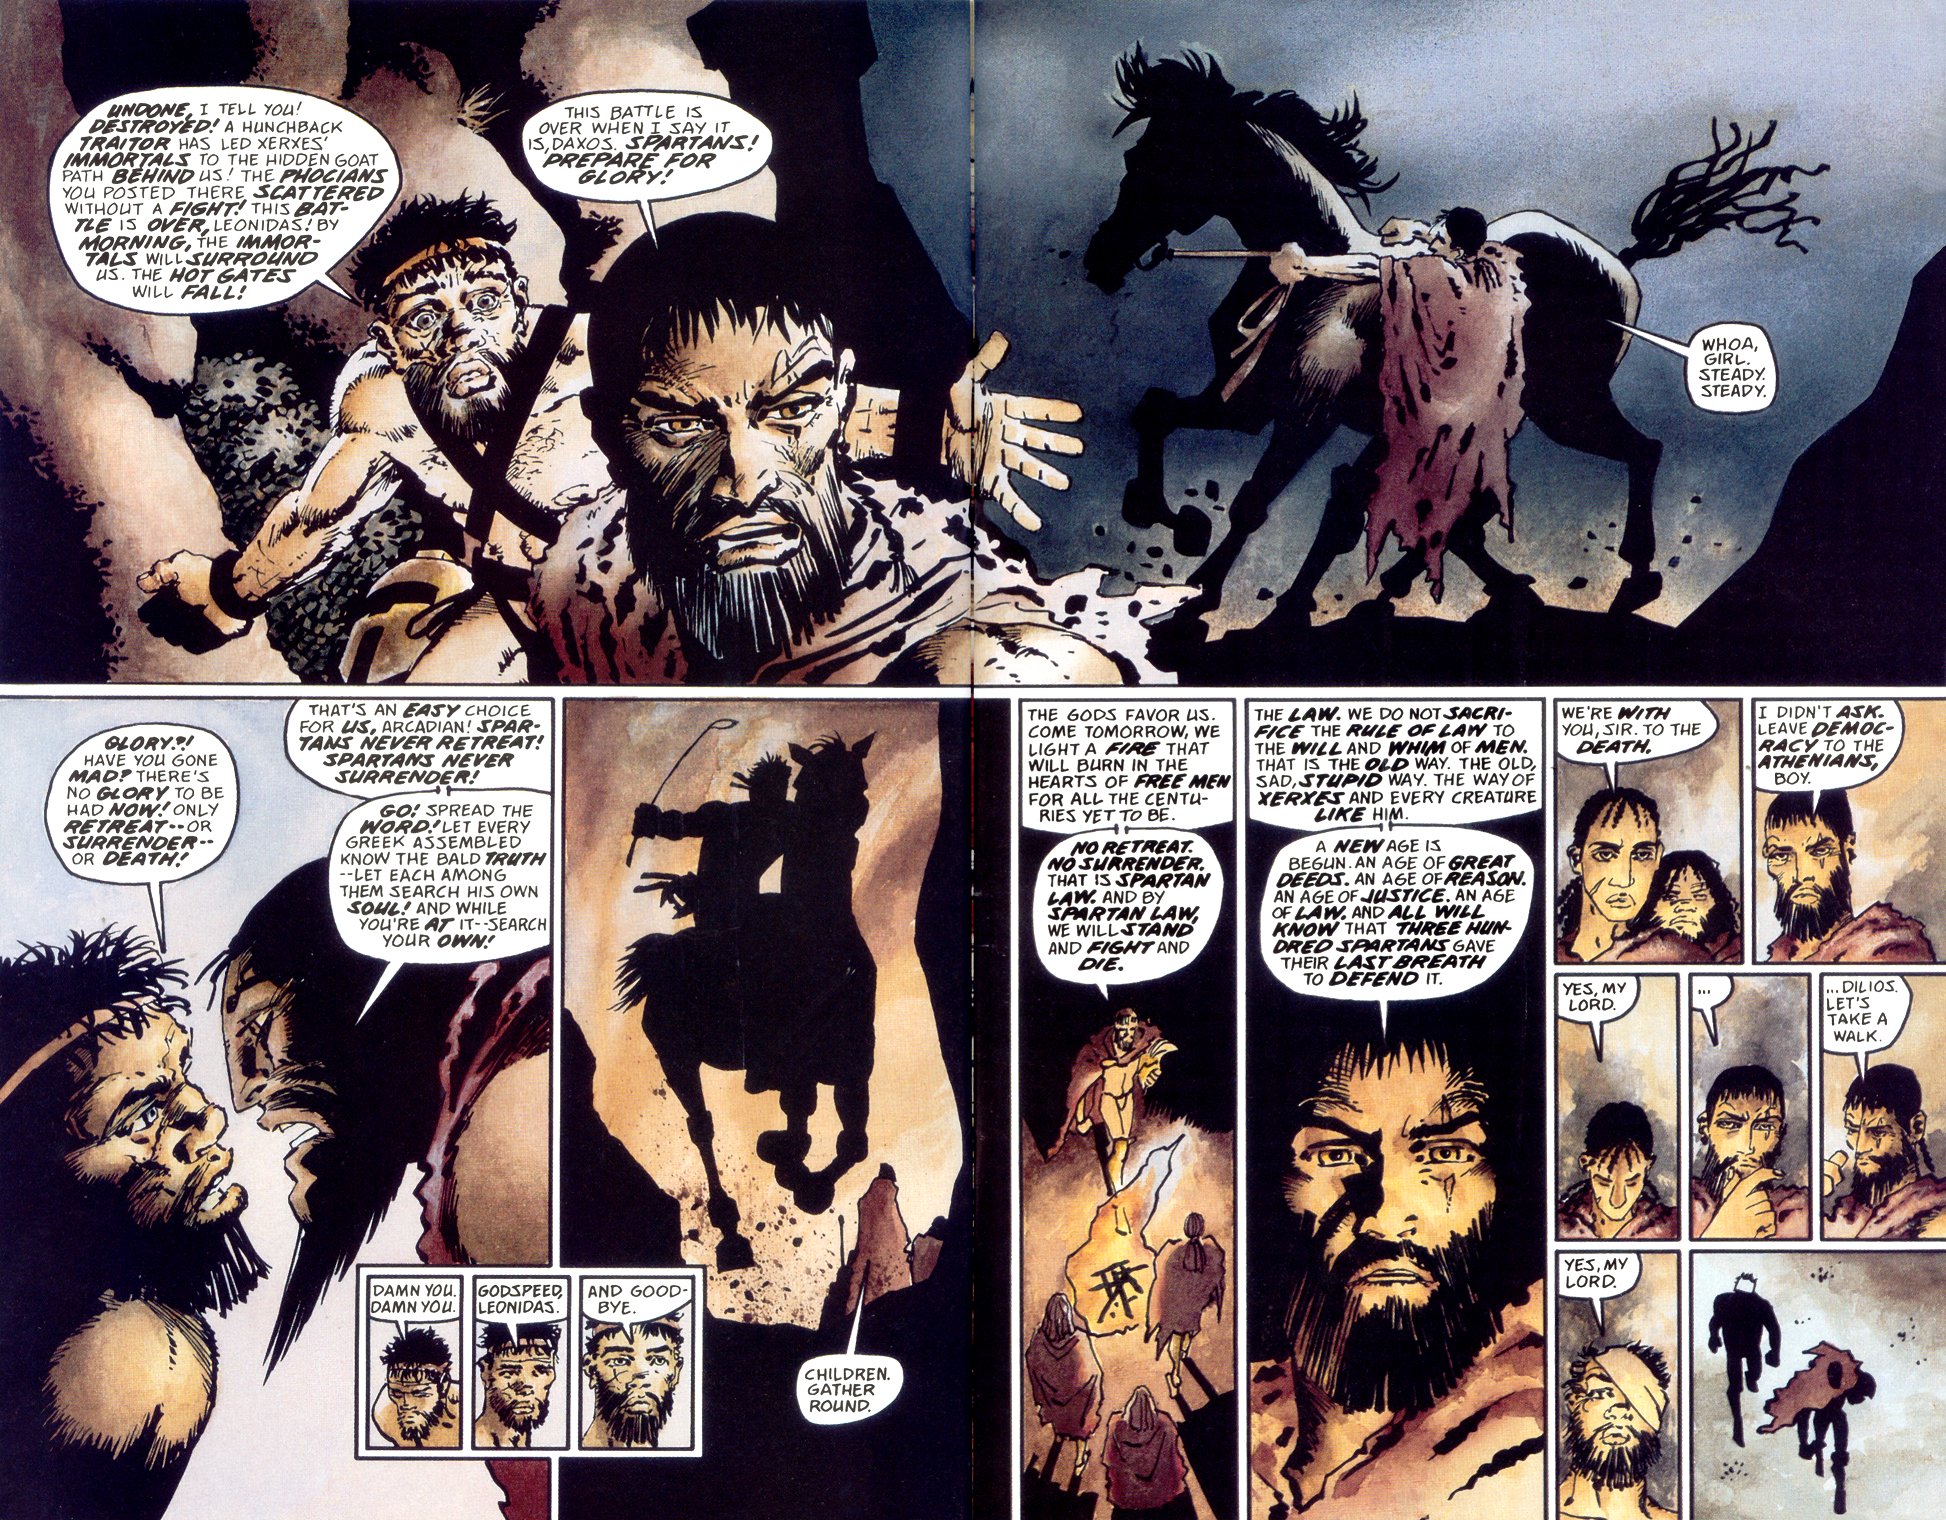 UNDONE, I TELL YOU!
DESTROYED! A HUNCHBACK
TRAITOR HAS LED XERXES'
IMMORTALS TO THE HIDDEN GOAT
PATH BEHIND US! THE PHOCIANS
YOU POSTED THERE SCATTERED
WITHOUT A FIGHT! THIS BAT-
TLE IS OVER, LEONIDAS! BY
MORNING, THE IMMOR-
TALS WILL SURROUND
US. THE HOT GATES
WILL FALL!
THIS BATTLE IS
OVER WHEN I SAY IT
IS, DAXOS. SPARTANS!
PREPARE FOR
GLORY!
WHOA,
GIRL.
STEADY.
STEADY.
GLORY?!
HAVE YOU GONE
MAD? THERE'S
NO GLORY TO BE
HAD NOW! ONLY
RETREAT--OR
SURRENDER--
OR DEATH!
THAT'S AN EASY CHOICE
FOR US, ARCADIAN! SPAR-
TANS NEVER RETREAT!
SPARTANS NEVER
SURRENDER!
GO! SPREAD THE
WORD! LET EVERY
GREEK ASSEMBLED
KNOW THE BALD TRUTH
--LET EACH AMONG
THEM SEARCH HIS OWN
SOUL! AND WHILE
YOU'RE AT IT--SEARCH
YOUR OWN!
DAMN YOU.
DAMN YOU.
GODSPEED,
LEONIDAS.
AND GOOD-
BYE.
CHILDREN.
GATHER
ROUND.
THE GODS FAVOR US.
COME TOMORROW, WE
LIGHT A FIRE THAT
WILL BURN IN THE
HEARTS OF FREE MEN
FOR ALL THE CENTU-
RIES YET TO BE.
NO RETREAT.
NO SURRENDER.
THAT IS SPARTAN
LAW. AND BY
SPARTAN LAW,
WE WILL STAND
AND FIGHT AND
DIE.
THE LAW. WE DO NOT SACRI-
FICE THE RULE OF LAW TO
THE WILL AND WHIM OF MEN.
THAT IS THE OLD WAY. THE OLD,
SAD, STUPID WAY. THE WAY OF
XERXES AND EVERY CREATURE
LIKE HIM.
A NEW AGE IS
BEGUN. AN AGE OF GREAT
DEEDS. AN AGE OF REASON.
AN AGE OF JUSTICE. AN AGE
OF LAW. AND ALL WILL
KNOW THAT THREE HUN-
DRED SPARTANS GAVE
THEIR LAST BREATH
TO DEFEND IT.
WE'RE WITH
YOU, SIR. TO THE
DEATH.
I DIDN'T ASK.
LEAVE DEMOC-
RACY TO THE
ATHENIANS,
BOY.
YES, MY
LORD.
...
...DILIOS.
LET'S
TAKE A
WALK.
YES, MY
LORD.